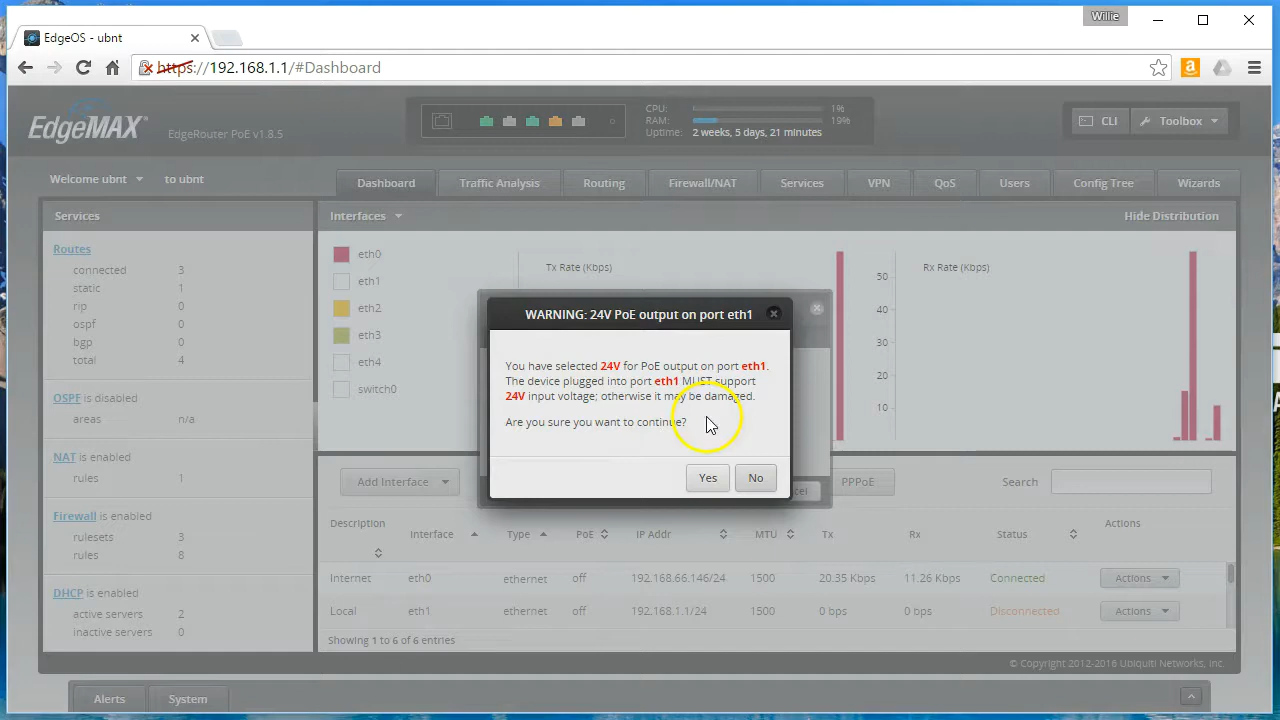 Willie
EdgeOS - ubnt
https://192.168.1.1/#Dashboard
EdgeMAX
EdgeRouter PoE v1.8.5
CPU: 1%
RAM: 19%
Uptime: 2 weeks, 5 days, 21 minutes
CLI
Toolbox
Welcome ubnt to ubnt
Dashboard Traffic Analysis Routing Firewall/NAT Services VPN QoS Users Config Tree Wizards
Services
Routes
connected 3
static 1
rip 0
ospf 0
bgp 0
total 4
OSPF is disabled
areas n/a
NAT is enabled
rules 1
Firewall is enabled
rulesets 3
rules 8
DHCP is enabled
active servers 2
inactive servers 0
Interfaces
Hide Distribution
eth0
eth1
eth2
eth3
eth4
switch0
Tx Rate (Kbps)
Rx Rate (Kbps)
50
40
30
20
10
WARNING: 24V PoE output on port eth1
You have selected 24V for PoE output on port eth1.
The device plugged into port eth1 MUST support
24V input voltage; otherwise it may be damaged.
Are you sure you want to continue?
Yes No
Add Interface
PPPoE
Search
Description Interface Type PoE IP Addr MTU Tx Rx Status Actions
Internet eth0 ethernet off 192.168.66.146/24 1500 20.35 Kbps 11.26 Kbps Connected Actions
Local eth1 ethernet off 192.168.1.1/24 1500 0 bps 0 bps Disconnected Actions
Showing 1 to 6 of 6 entries
© Copyright 2012-2016 Ubiquiti Networks, Inc.
Alerts System